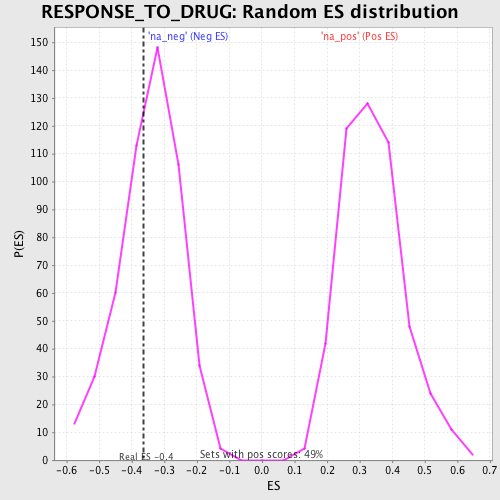 RESPONSE_TO_DRUG: Random ES distribution
'na_neg' (Neg ES)
'na_pos' (Pos ES)
150
140
130
120
110
100
90
80
70
60
50
40
30
20
10
0
P(ES)
Real ES -0.4
Sets with pos scores: 49%
-0.6 -0.5 -0.4 -0.3 -0.2 -0.1 0.0 0.1 0.2 0.3 0.4 0.5 0.6 0.7
ES